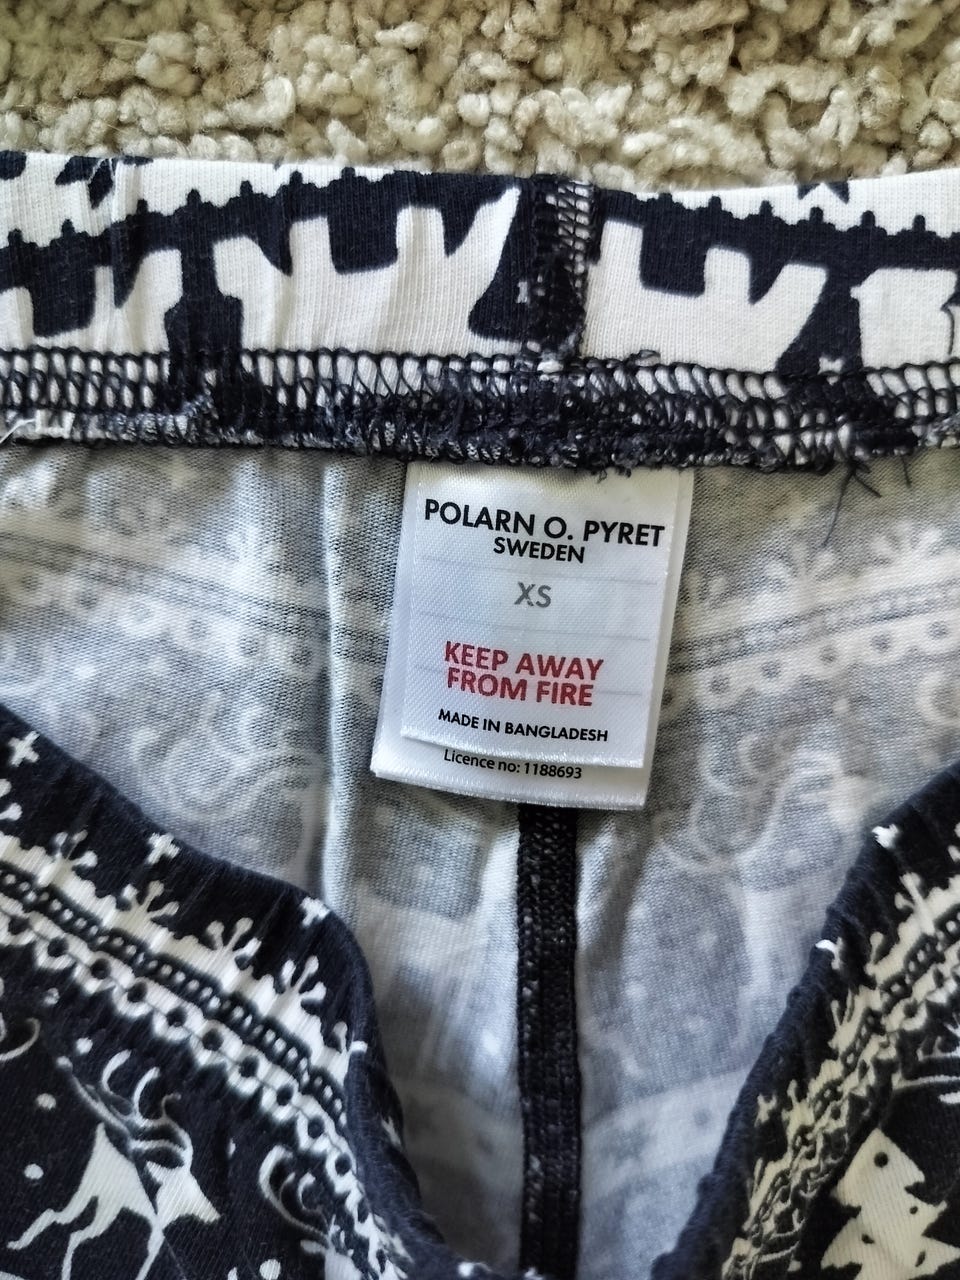 POLARN O. PYRET
SWEDEN
XS
KEEP AWAY
FROM FIRE
MADE IN BANGLADESH
Licence no: 1188693